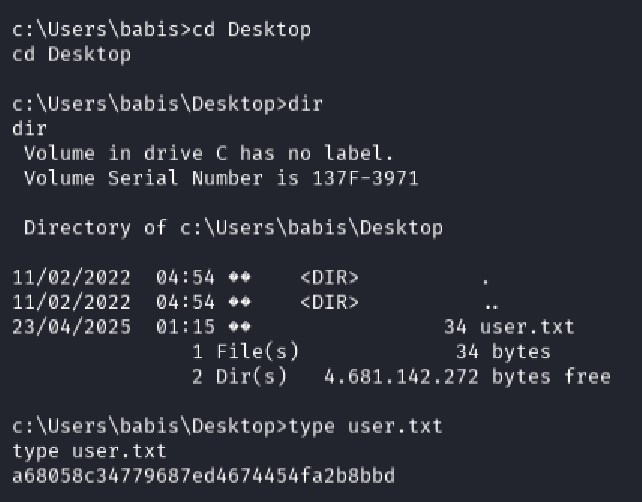 c:\Users\babis>cd Desktop
cd Desktop
c:\Users\babis\Desktop>dir
dir
Volume in drive C has no label.
Volume Serial Number is 137F-3971
Directory of c:\Users\babis\Desktop
11/02/2022 04:54 �� <DIR> .
11/02/2022 04:54 �� <DIR> ..
23/04/2025 01:15 �� 34 user.txt
1 File(s) 34 bytes
2 Dir(s) 4.681.142.272 bytes free
c:\Users\babis\Desktop>type user.txt
type user.txt
a68058c34779687ed4674454fa2b8bbd